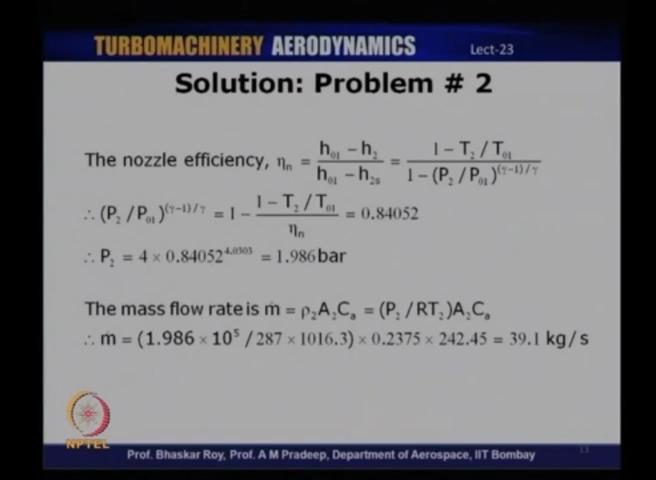 TURBOMACHINERY AERODYNAMICS Lect-23
Solution: Problem # 2
The nozzle efficiency, ηₙ = (h₀₁ − h₂) / (h₀₁ − h₂ₛ) = (1 − T₂ / T₀₁) / (1 − (P₂ / P₀₁)^(γ−1)/γ)
∴ (P₂ / P₀₁)^(γ−1)/γ = 1 − (1 − T₂ / T₀₁) / ηₙ = 0.84052
∴ P₂ = 4 × 0.84052^4.0303 = 1.986 bar
The mass flow rate is ṁ = ρ₂A₂Cₐ = (P₂ / RT₂)A₂Cₐ
∴ ṁ = (1.986 × 10⁵ / 287 × 1016.3) × 0.2375 × 242.45 = 39.1 kg/s
NPTEL
Prof. Bhaskar Roy, Prof. A M Pradeep, Department of Aerospace, IIT Bombay
13